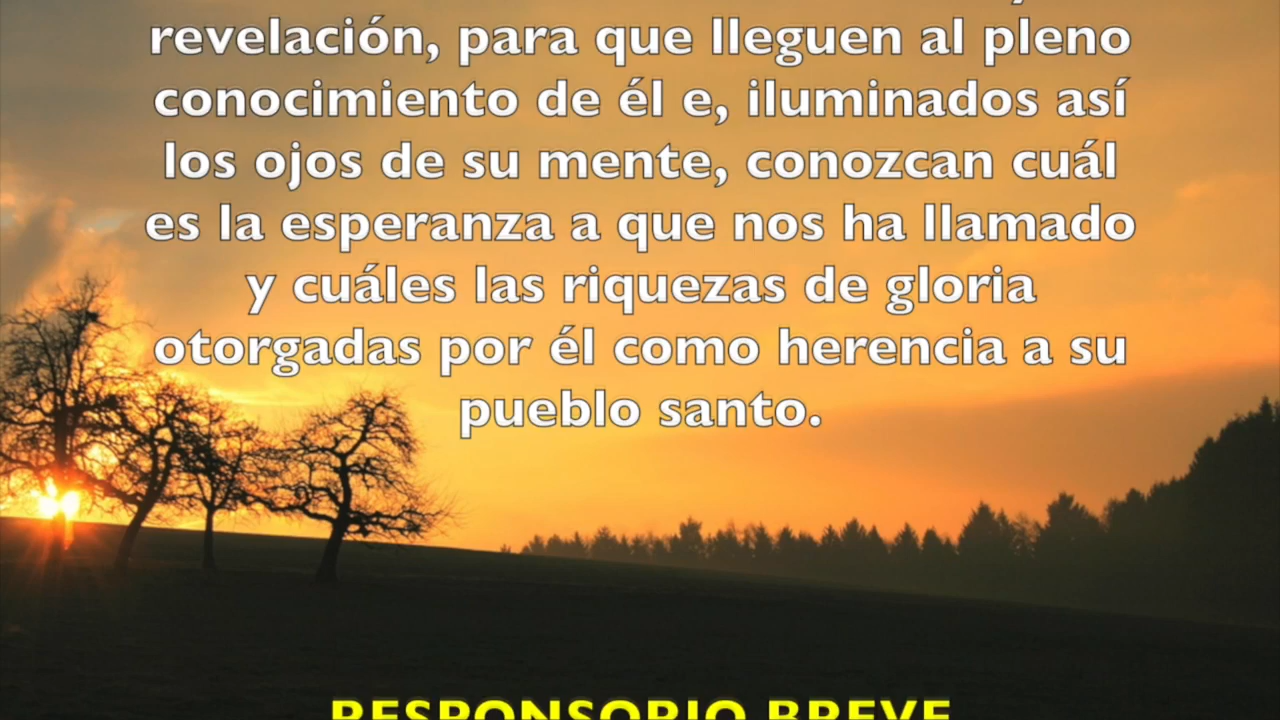 revelación, para que lleguen al pleno
conocimiento de él e, iluminados así
los ojos de su mente, conozcan cuál
es la esperanza a que nos ha llamado
y cuáles las riquezas de gloria
otorgadas por él como herencia a su
pueblo santo.
RESPONSORIO BREVE